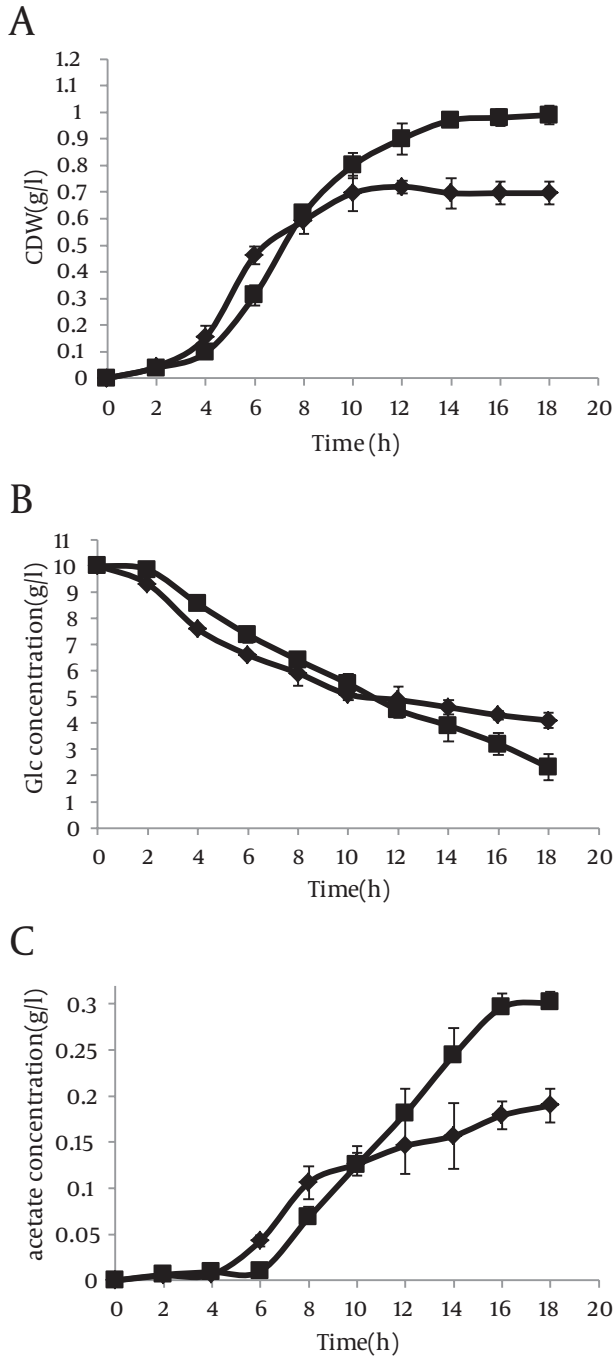 A
1.2
1.1
1
0.9
0.8
0.7
0.6
0.5
0.4
0.3
0.2
0.1
0
CDW(g/l)
0 2 4 6 8 10 12 14 16 18 20
Time (h)
B
11
10
9
8
7
6
5
4
3
2
1
0
Glc concentration(g/l)
0 2 4 6 8 10 12 14 16 18 20
Time(h)
C
0.3
0.25
0.2
0.15
0.1
0.05
0
acetate concentration(g/l)
0 2 4 6 8 10 12 14 16 18 20
Time(h)